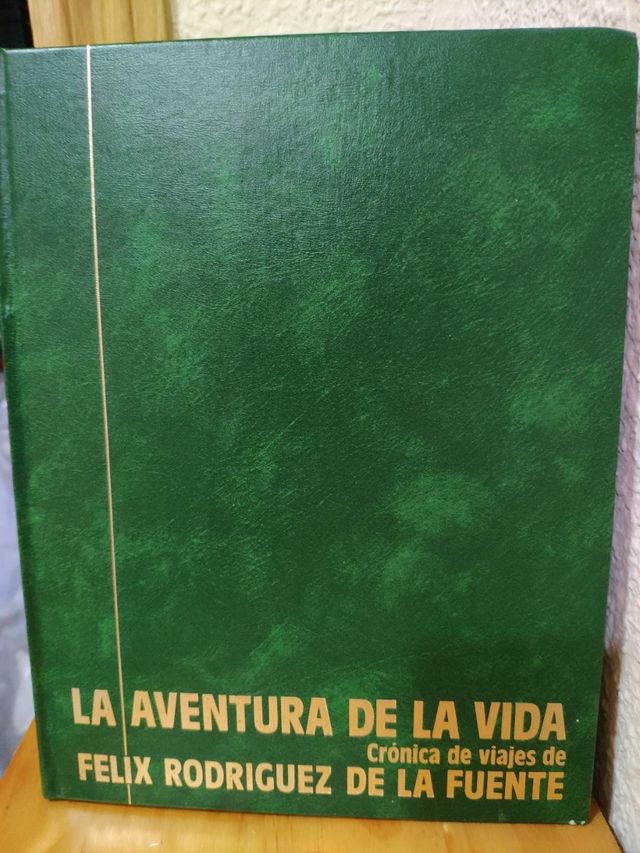 LA AVENTURA DE LA VIDA
Crónica de viajes de
FELIX RODRIGUEZ DE LA FUENTE